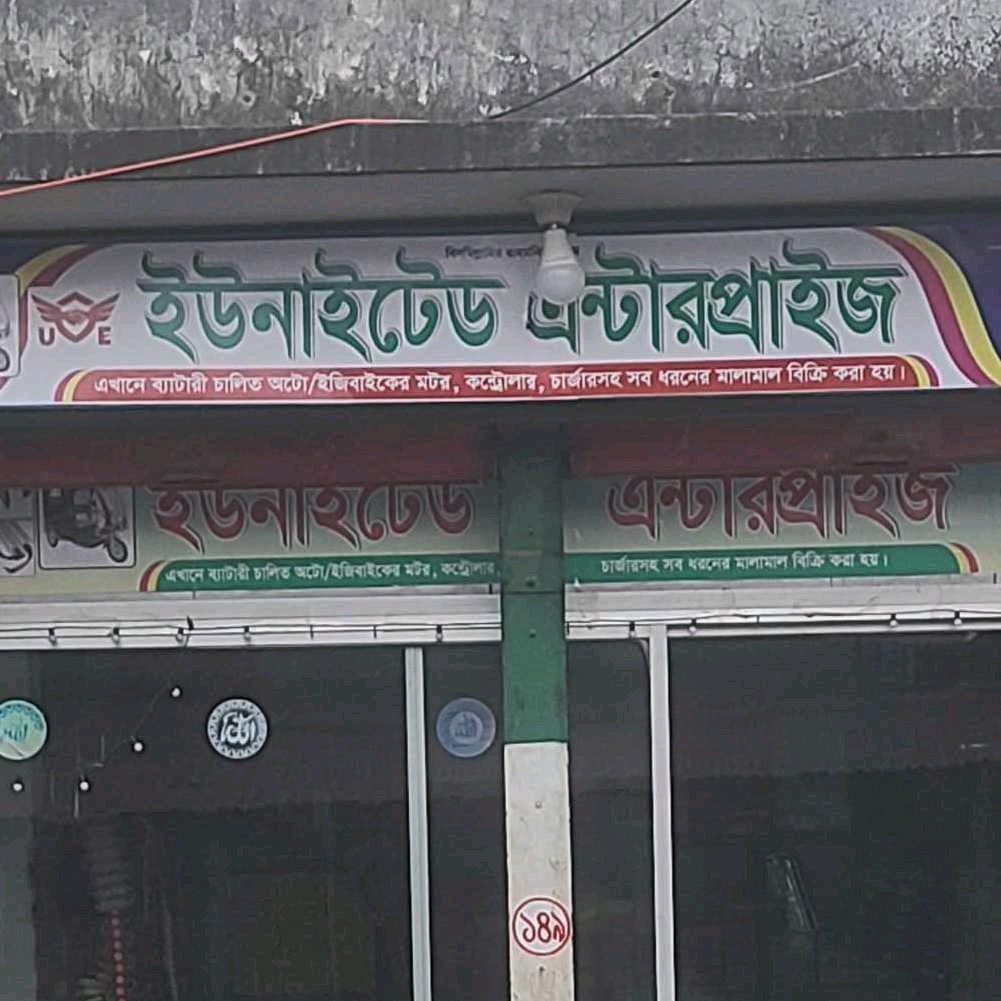 বিসমিল্লাহির
ইউনাইটেড এন্টারপ্রাইজ
U E
এখানে ব্যাটারী চালিত অটো/ইজিবাইকের মটর, কন্ট্রোলার, চার্জারসহ সব ধরনের মালামাল বিক্রি করা হয়।
ইউনাইটেড এন্টারপ্রাইজ
এখানে ব্যাটারী চালিত অটো/ইজিবাইকের মটর, কন্ট্রোলার, চার্জারসহ সব ধরনের মালামাল বিক্রি করা হয়।
১৪৯